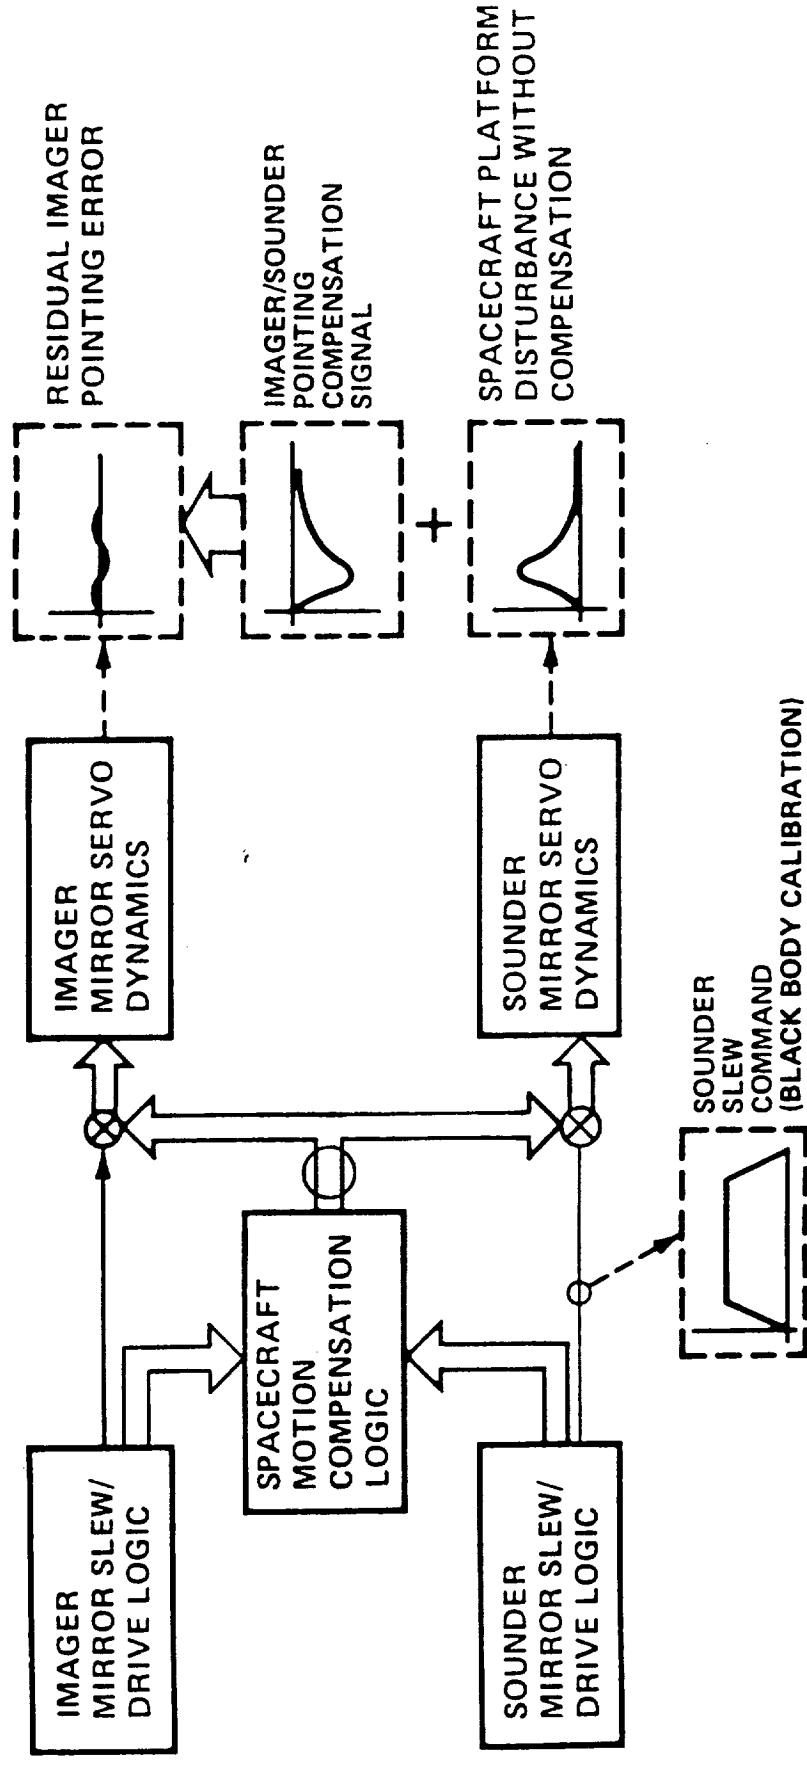 IMAGER
MIRROR SLEW/
DRIVE LOGIC
SPACECRAFT
MOTION
COMPENSATION
LOGIC
SOUNDER
MIRROR SLEW/
DRIVE LOGIC
IMAGER
MIRROR SERVO
DYNAMICS
SOUNDER
MIRROR SERVO
DYNAMICS
SOUNDER
SLEW
COMMAND
(BLACK BODY CALIBRATION)
RESIDUAL IMAGER
POINTING ERROR
IMAGER/SOUNDER
POINTING
COMPENSATION
SIGNAL
+
SPACECRAFT PLATFORM
DISTURBANCE WITHOUT
COMPENSATION